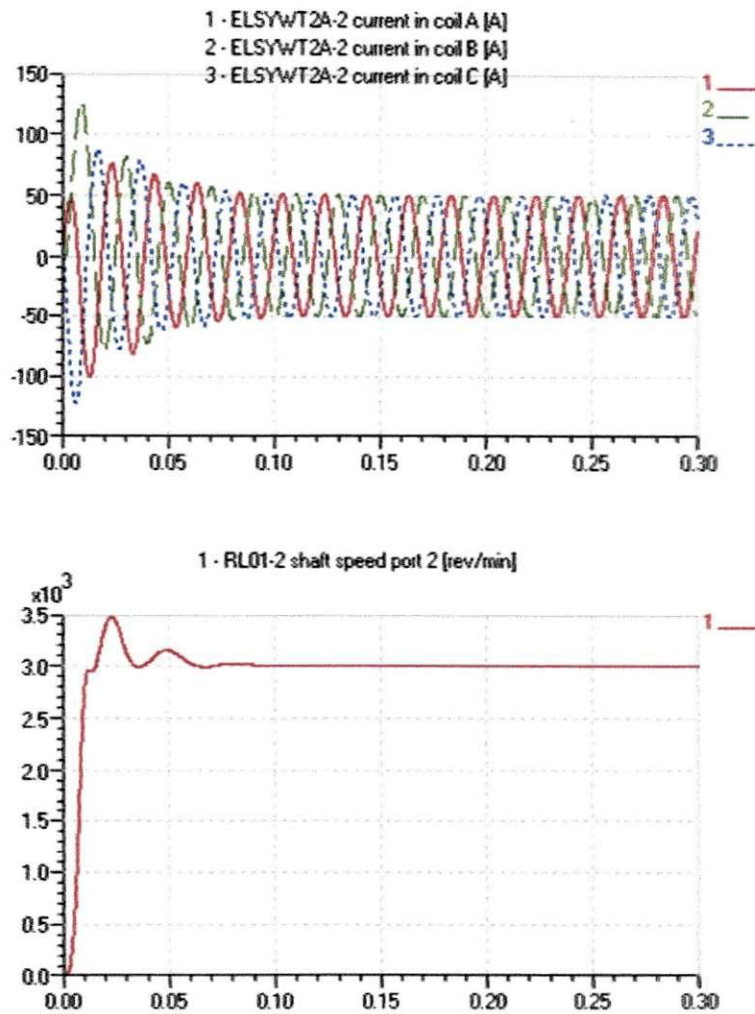 1 - ELSYWT2A-2 current in coil A [A]
2 - ELSYWT2A-2 current in coil B [A]
3 - ELSYWT2A-2 current in coil C [A]
150
100
50
0
-50
-100
-150
0.00 0.05 0.10 0.15 0.20 0.25 0.30
1
2
3
1 - RL01-2 shaft speed port 2 [rev/min]
x10³
3.5
3.0
2.5
2.0
1.5
1.0
0.5
0.0
0.00 0.05 0.10 0.15 0.20 0.25 0.30
1